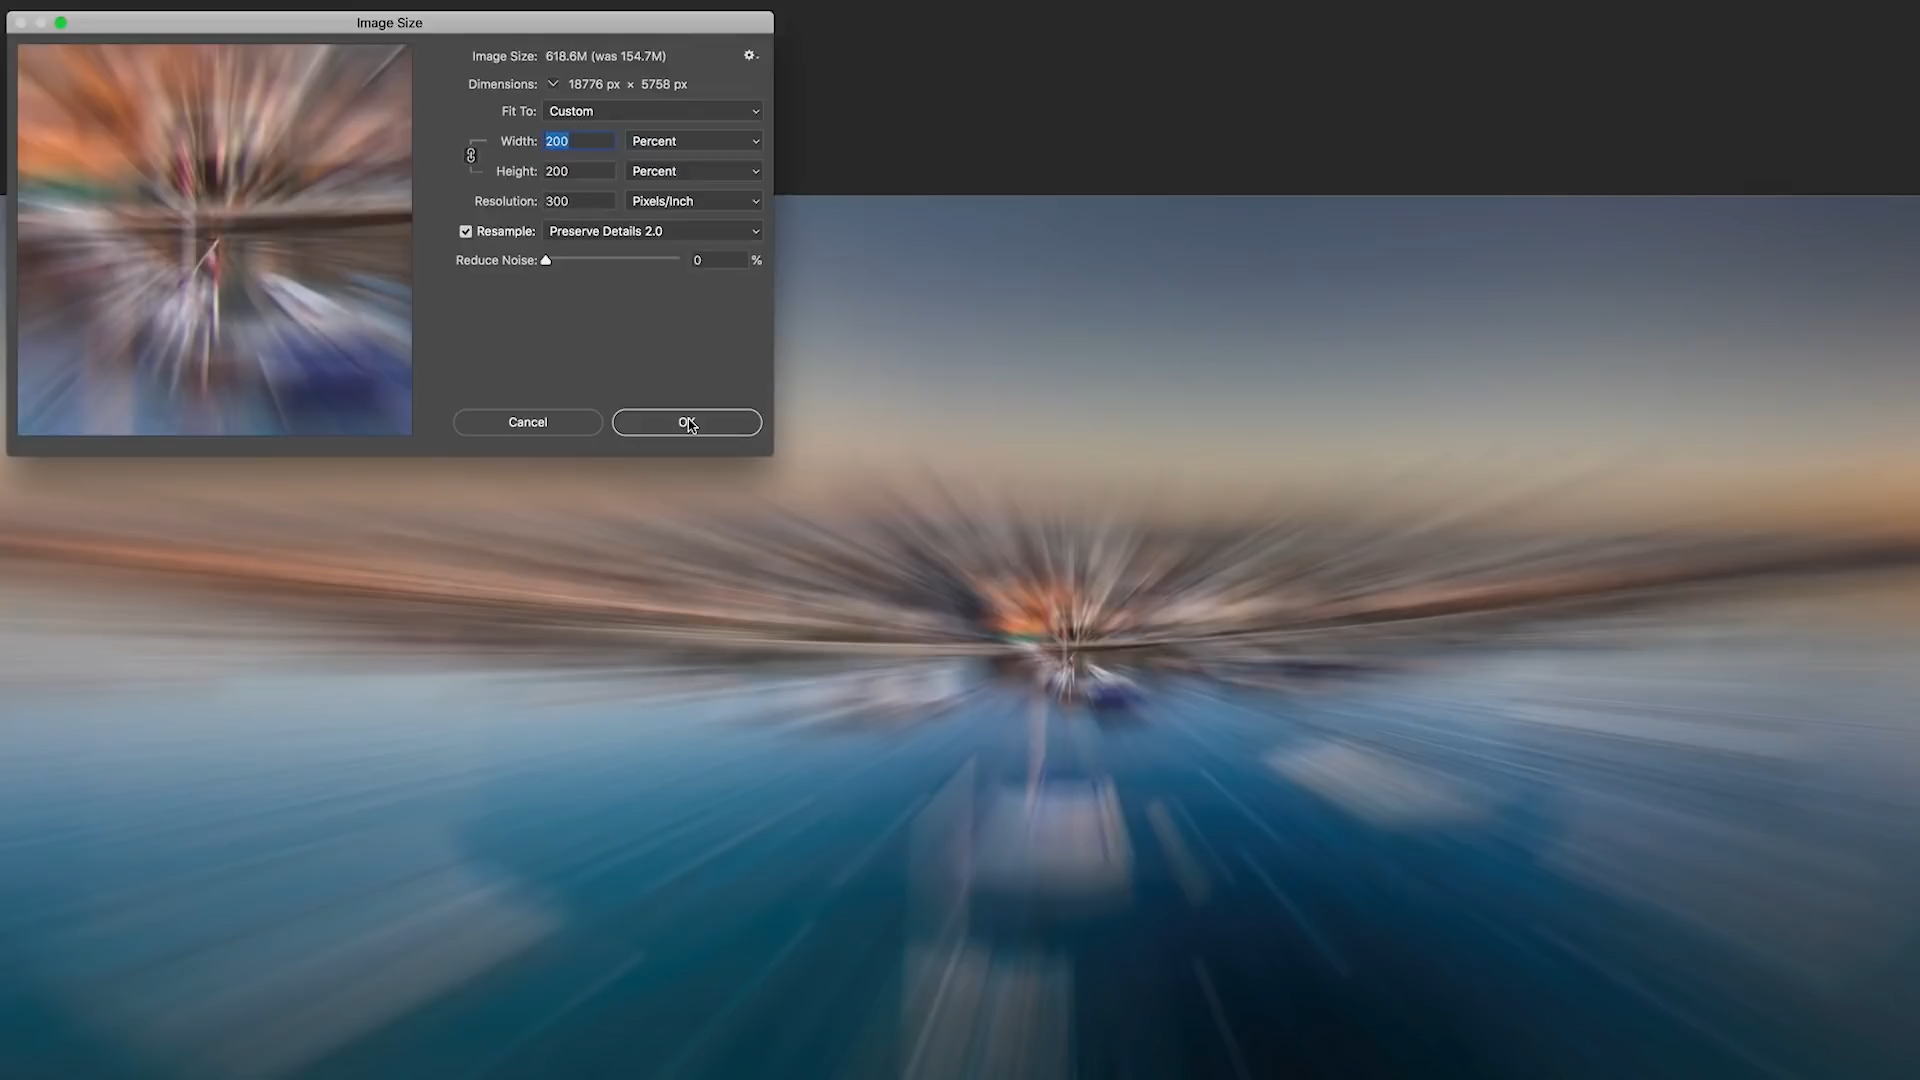 Image Size
Image Size: 618.6M (was 154.7M)
Dimensions: 18776 px × 5758 px
Fit To: Custom
Width: 200 Percent
Height: 200 Percent
Resolution: 300 Pixels/Inch
Resample: Preserve Details 2.0
Reduce Noise: 0 %
Cancel OK